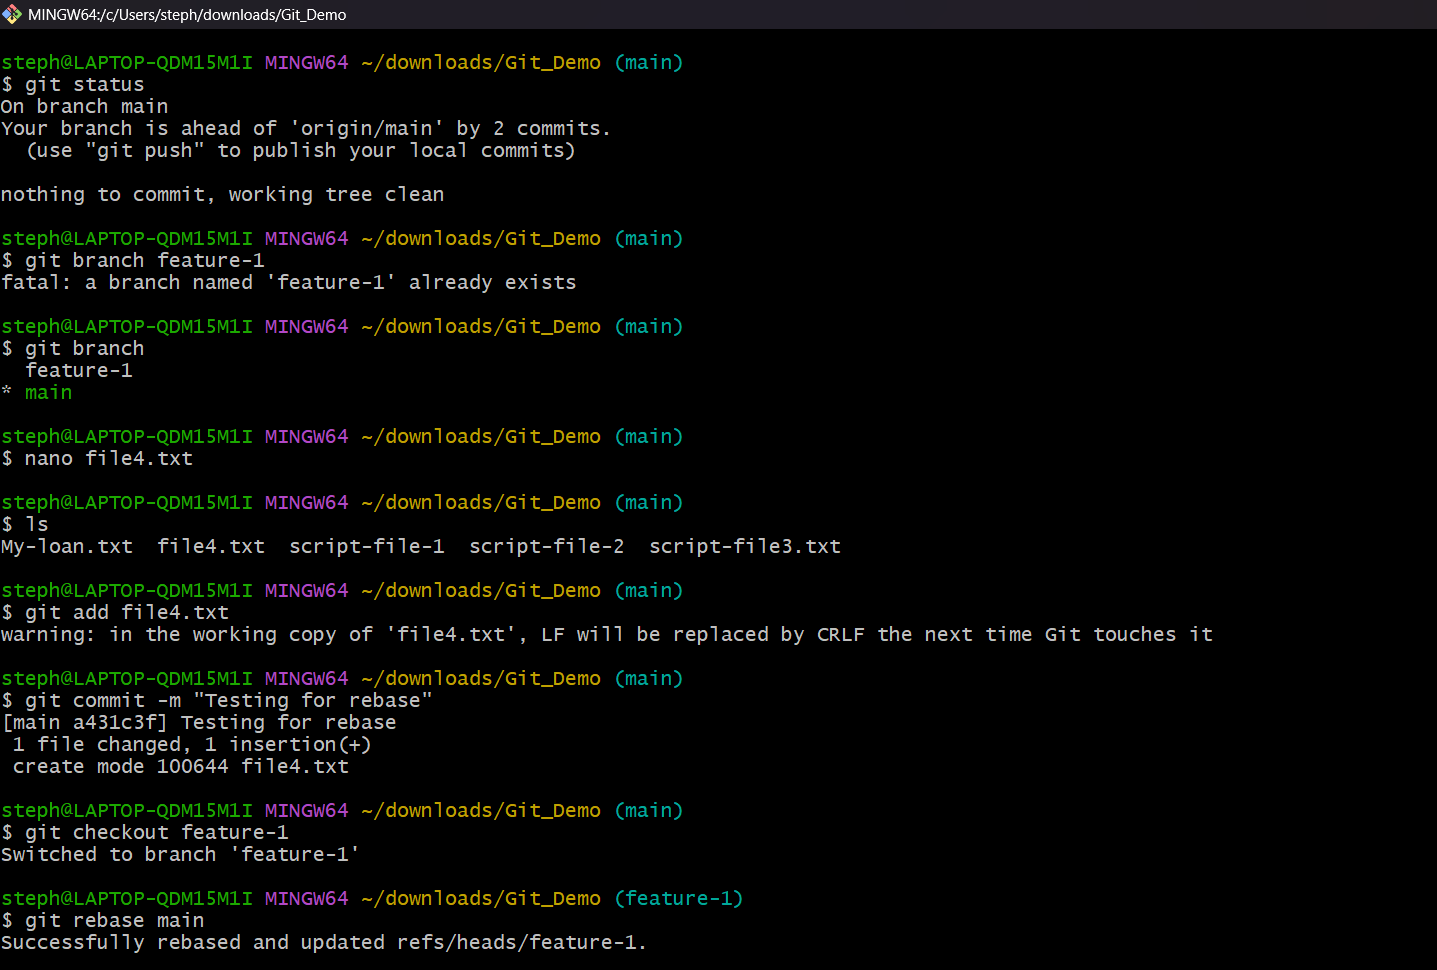 MINGW64:/c/Users/steph/downloads/Git_Demo
steph@LAPTOP-QDM15M1I MINGW64 ~/downloads/Git_Demo (main)
$ git status
On branch main
Your branch is ahead of 'origin/main' by 2 commits.
  (use "git push" to publish your local commits)
nothing to commit, working tree clean
steph@LAPTOP-QDM15M1I MINGW64 ~/downloads/Git_Demo (main)
$ git branch feature-1
fatal: a branch named 'feature-1' already exists
steph@LAPTOP-QDM15M1I MINGW64 ~/downloads/Git_Demo (main)
$ git branch
  feature-1
* main
steph@LAPTOP-QDM15M1I MINGW64 ~/downloads/Git_Demo (main)
$ nano file4.txt
steph@LAPTOP-QDM15M1I MINGW64 ~/downloads/Git_Demo (main)
$ ls
My-loan.txt  file4.txt  script-file-1  script-file-2  script-file3.txt
steph@LAPTOP-QDM15M1I MINGW64 ~/downloads/Git_Demo (main)
$ git add file4.txt
warning: in the working copy of 'file4.txt', LF will be replaced by CRLF the next time Git touches it
steph@LAPTOP-QDM15M1I MINGW64 ~/downloads/Git_Demo (main)
$ git commit -m "Testing for rebase"
[main a431c3f] Testing for rebase
 1 file changed, 1 insertion(+)
 create mode 100644 file4.txt
steph@LAPTOP-QDM15M1I MINGW64 ~/downloads/Git_Demo (main)
$ git checkout feature-1
Switched to branch 'feature-1'
steph@LAPTOP-QDM15M1I MINGW64 ~/downloads/Git_Demo (feature-1)
$ git rebase main
Successfully rebased and updated refs/heads/feature-1.